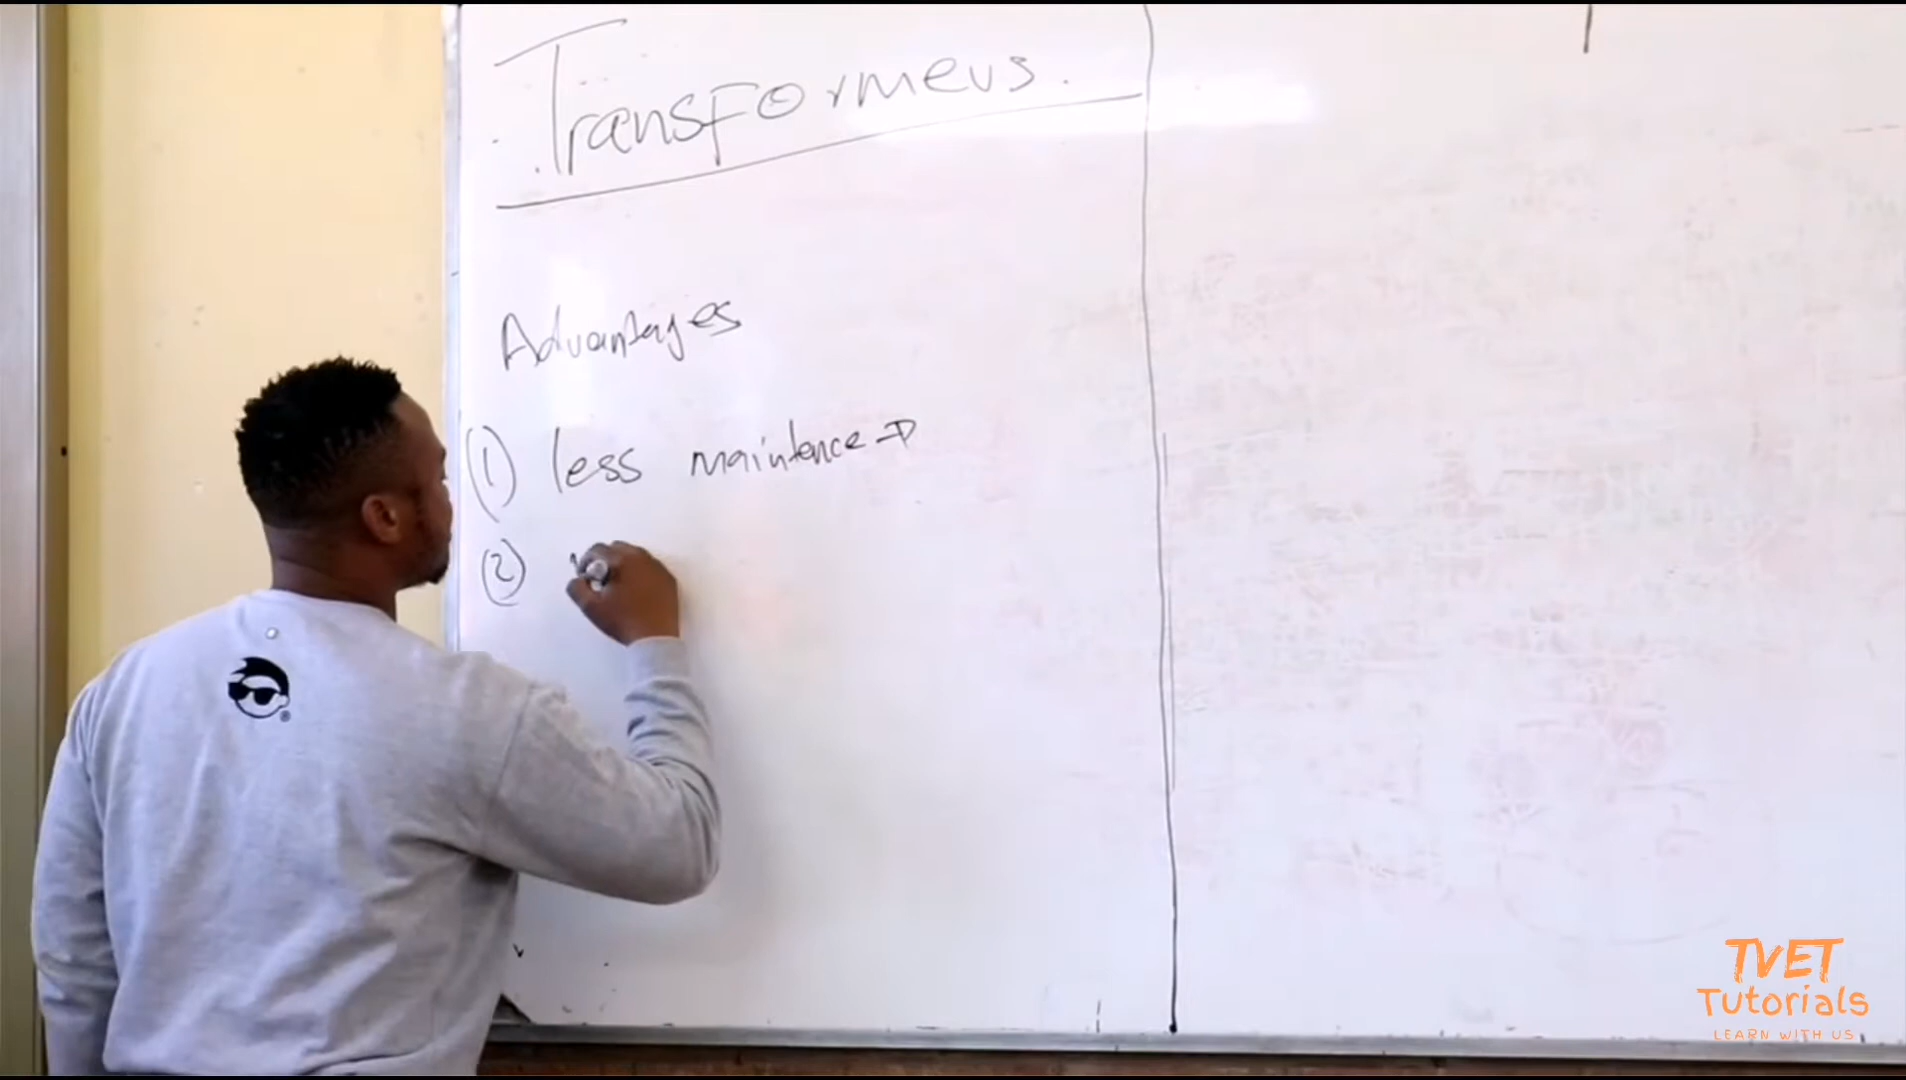 Transformers.
Advantages
(1) less maintence
(2)
TVET
Tutorials
LEARN WITH US